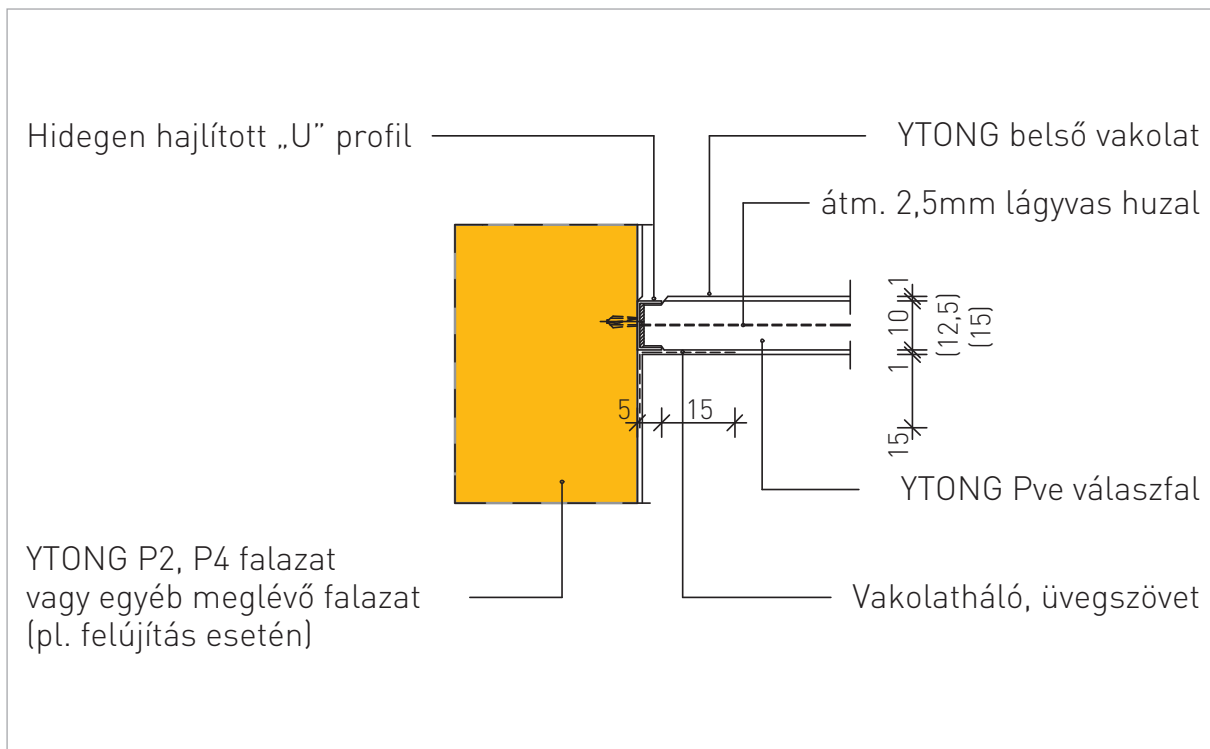 Hidegen hajlított „U” profil
YTONG belső vakolat
átm. 2,5mm lágyvas huzal
1
10
(12,5)
(15)
1
15
5
15
YTONG Pve válaszfal
YTONG P2, P4 falazat
vagy egyéb meglévő falazat
(pl. felújítás esetén)
Vakolatháló, üvegszövet